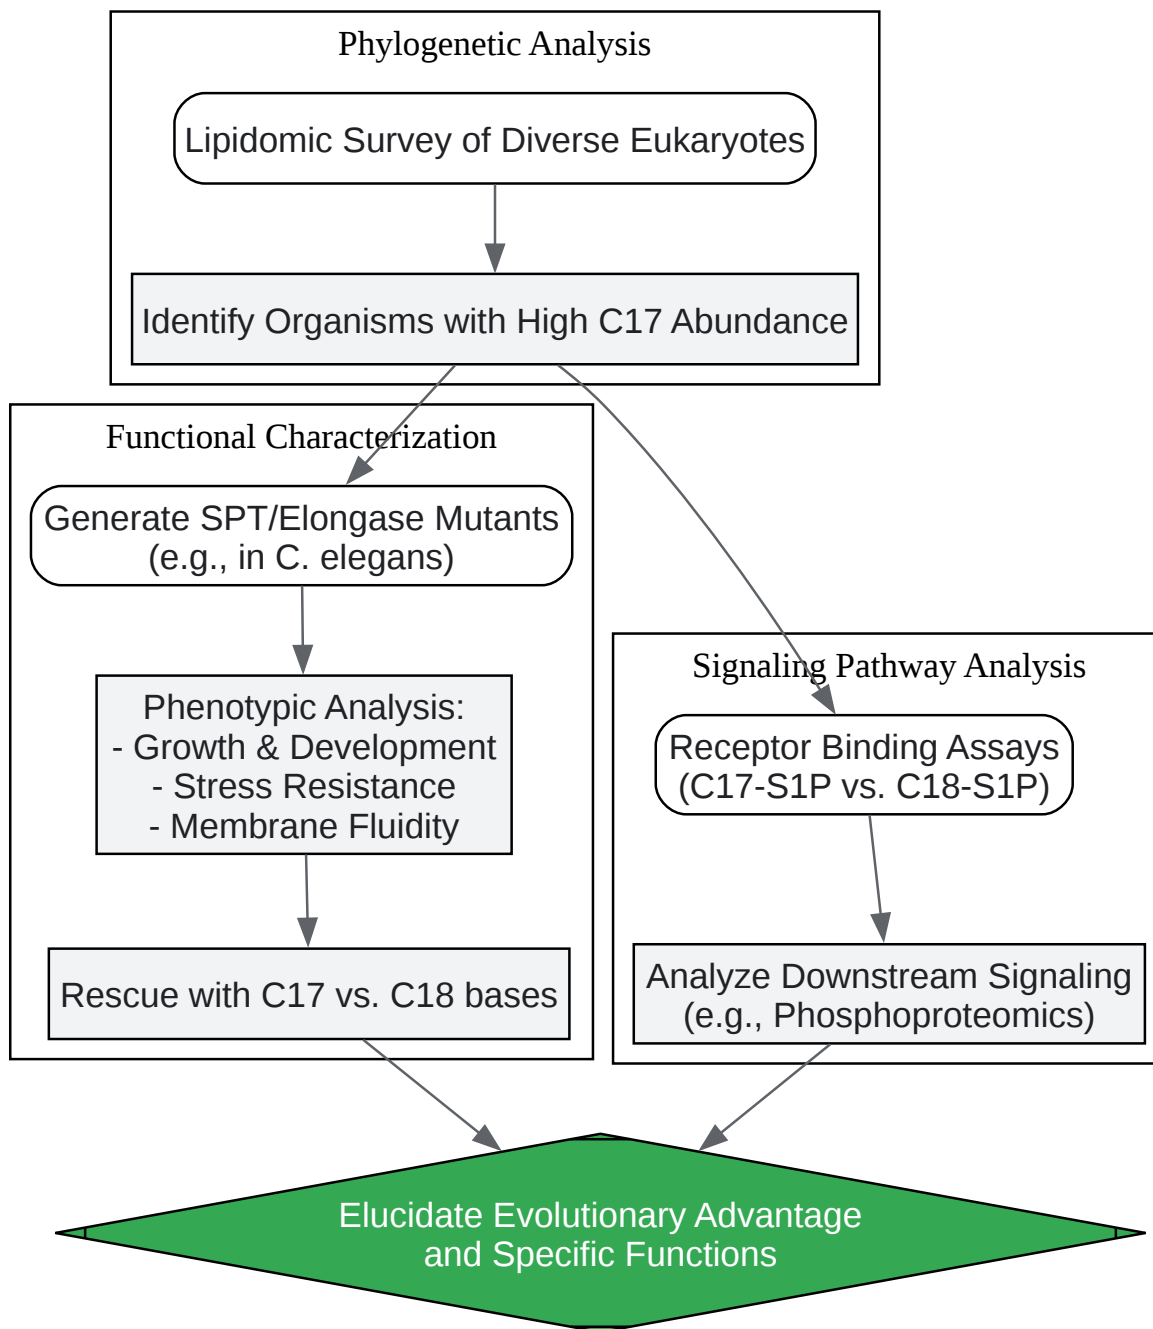 Phylogenetic Analysis
Lipidomic Survey of Diverse Eukaryotes
Identify Organisms with High C17 Abundance
Functional Characterization
Generate SPT/Elongase Mutants
(e.g., in C. elegans)
Phenotypic Analysis:
- Growth & Development
- Stress Resistance
- Membrane Fluidity
Rescue with C17 vs. C18 bases
Signaling Pathway Analysis
Receptor Binding Assays
(C17-S1P vs. C18-S1P)
Analyze Downstream Signaling
(e.g., Phosphoproteomics)
Elucidate Evolutionary Advantage
and Specific Functions